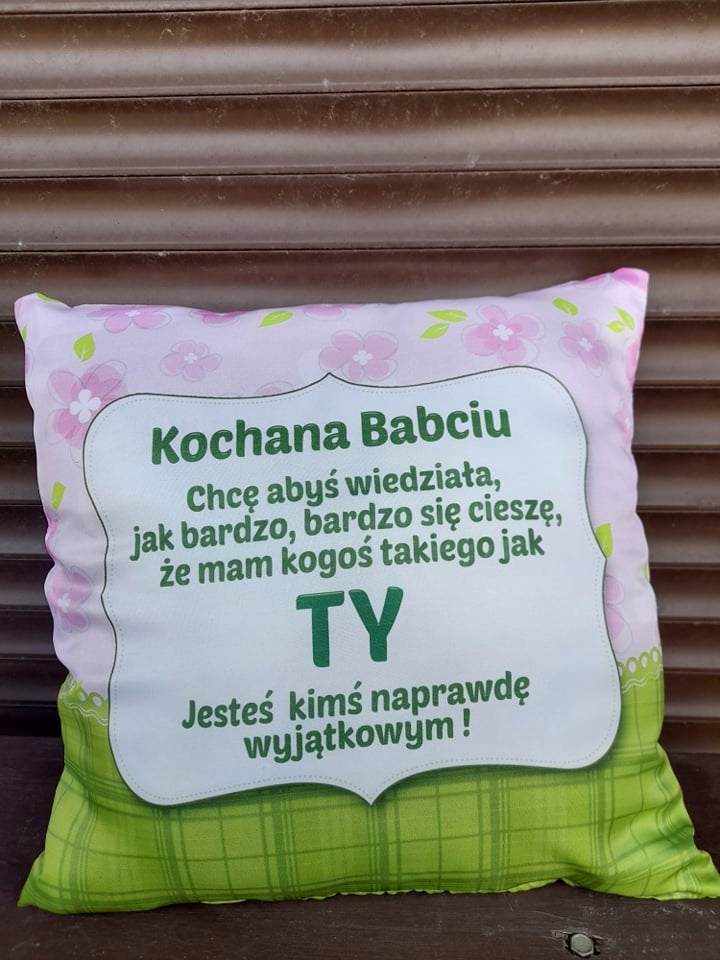 Kochana Babciu
Chcę abyś wiedziała,
jak bardzo, bardzo się cieszę,
że mam kogoś takiego jak
TY
Jesteś kimś naprawdę
wyjątkowym !